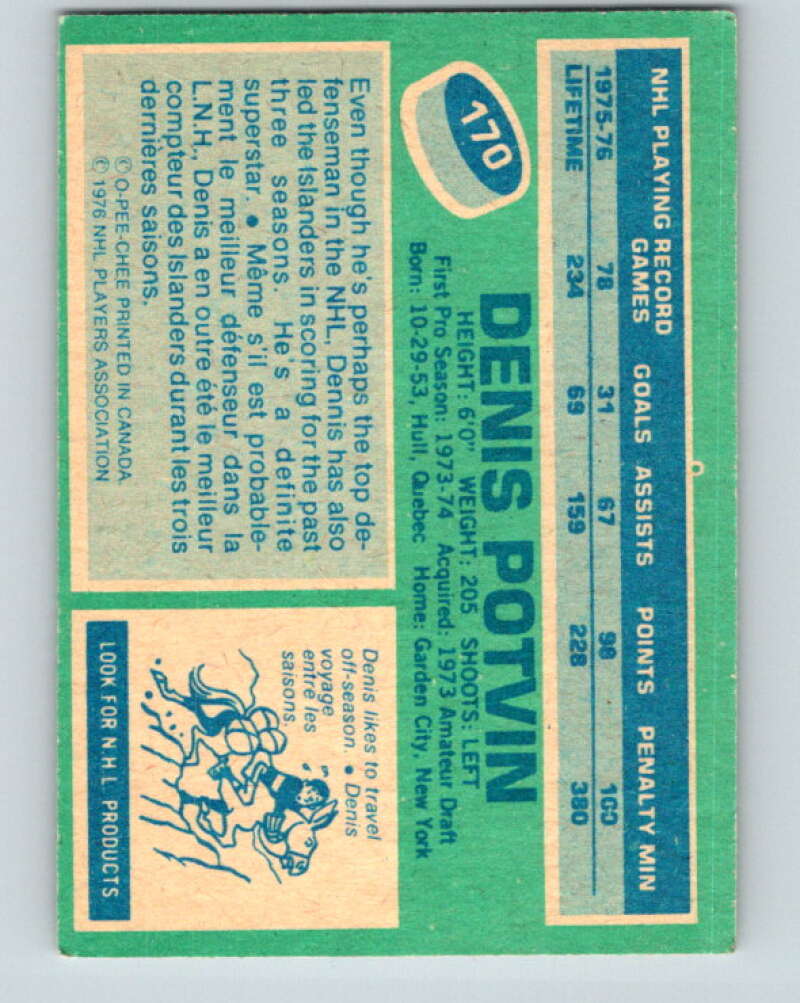 NHL PLAYING RECORD
GAMES GOALS ASSISTS POINTS PENALTY MIN
1975-76 78 31 67 98 100
LIFETIME 234 69 159 228 380
170
DENIS POTVIN
HEIGHT: 6'0" WEIGHT: 205 SHOOTS: LEFT
First Pro Season: 1973-74 Acquired: 1973 Amateur Draft
Born: 10-29-53, Hull, Quebec Home: Garden City, New York
Even though he's perhaps the top de-
fenseman in the NHL, Dennis has also
led the Islanders in scoring for the past
three seasons. He's a definite
superstar. • Même s'il est probable-
ment le meilleur défenseur dans la
L.N.H., Denis a en outre été le meilleur
compteur des Islanders durant les trois
dernières saisons.
© O-PEE-CHEE PRINTED IN CANADA
© 1976 NHL PLAYERS ASSOCIATION
Denis likes to travel
off-season. • Denis
voyage
entre les
saisons.
LOOK FOR N.H.L PRODUCTS